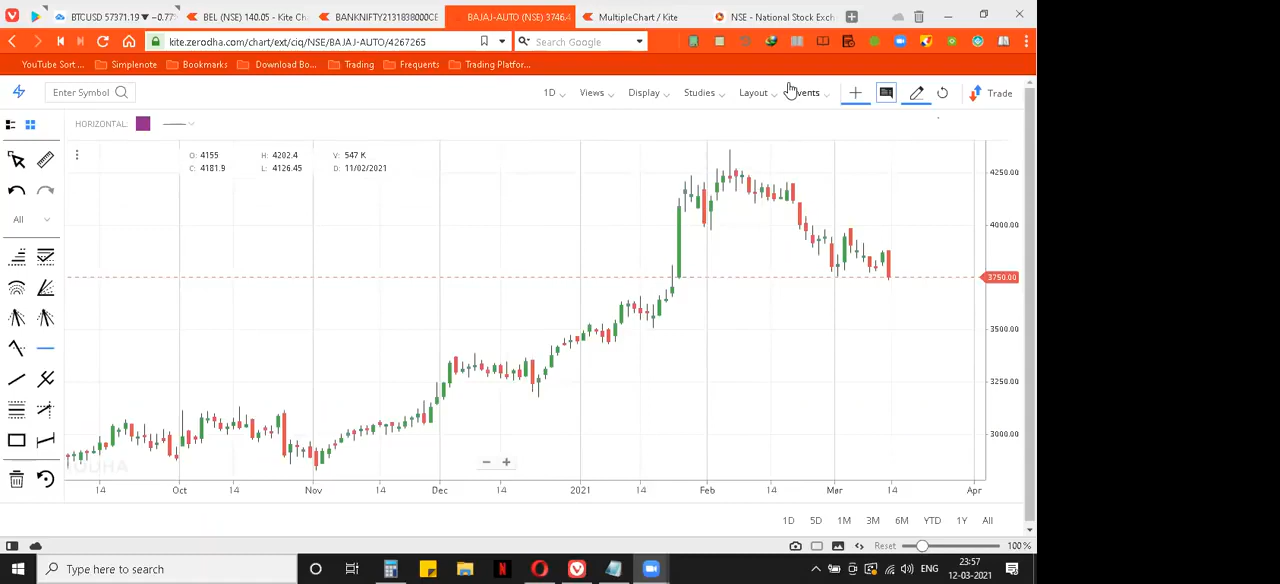 BTCUSD 57371.19 ▼ -0.77
BEL (NSE) 140.05 - Kite Cha
BANKNIFTY2131838000CE
BAJAJ-AUTO (NSE) 3746.4
MultipleChart / Kite
NSE - National Stock Exch
kite.zerodha.com/chart/ext/ciq/NSE/BAJAJ-AUTO/4267265
Search Google
YouTube Sort ...
Simplenote
Bookmarks
Download Bo...
Trading
Frequents
Trading Platfor...
Enter Symbol
1D
Views
Display
Studies
Layout
Trade
HORIZONTAL:
O: 4155 H: 4202.4 V: 547 K
C: 4181.9 L: 4126.45 D: 11/02/2021
All
4250.00
4000.00
3750.00
3500.00
3250.00
3000.00
14 Oct 14 Nov 14 Dec 14 2021 14 Feb 14 Mar 14 Apr
1D 5D 1M 3M 6M YTD 1Y All
Reset 100 %
Type here to search
ENG
23:57
12-03-2021